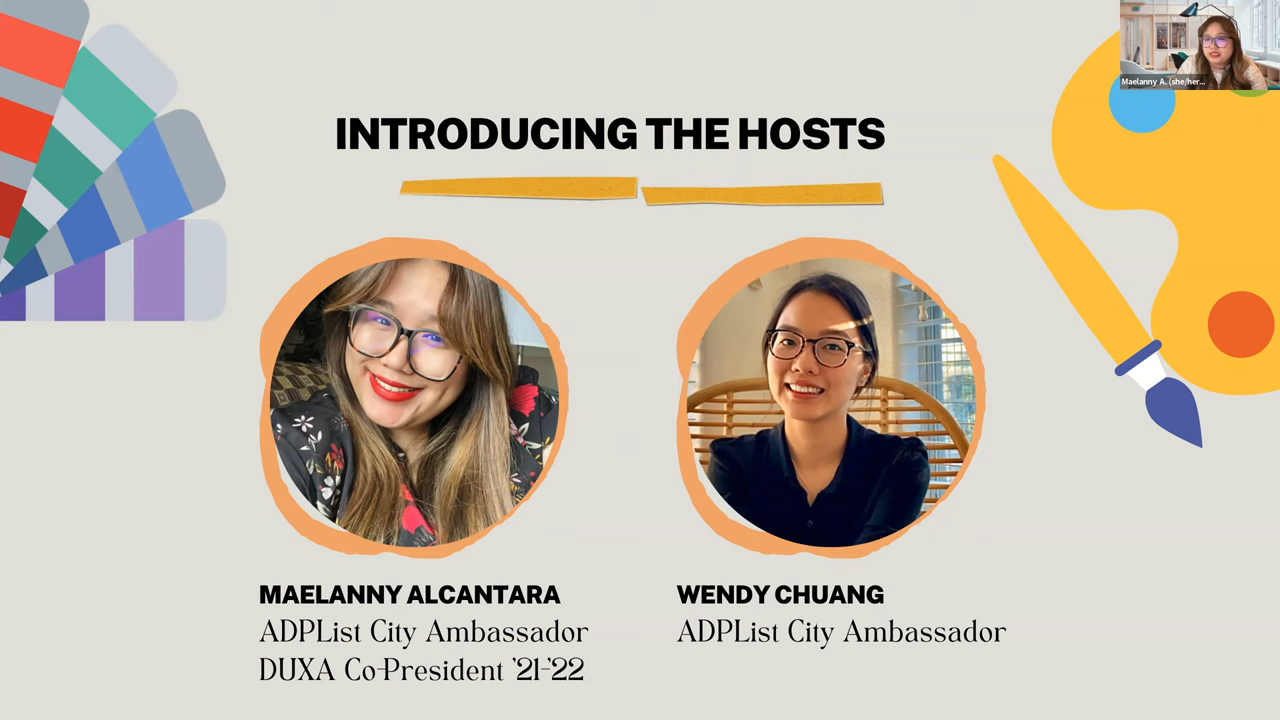 Maelanny A. (she/her...
INTRODUCING THE HOSTS
MAELANNY ALCANTARA
ADPList City Ambassador
DUXA Co-President '21-'22
WENDY CHUANG
ADPList City Ambassador